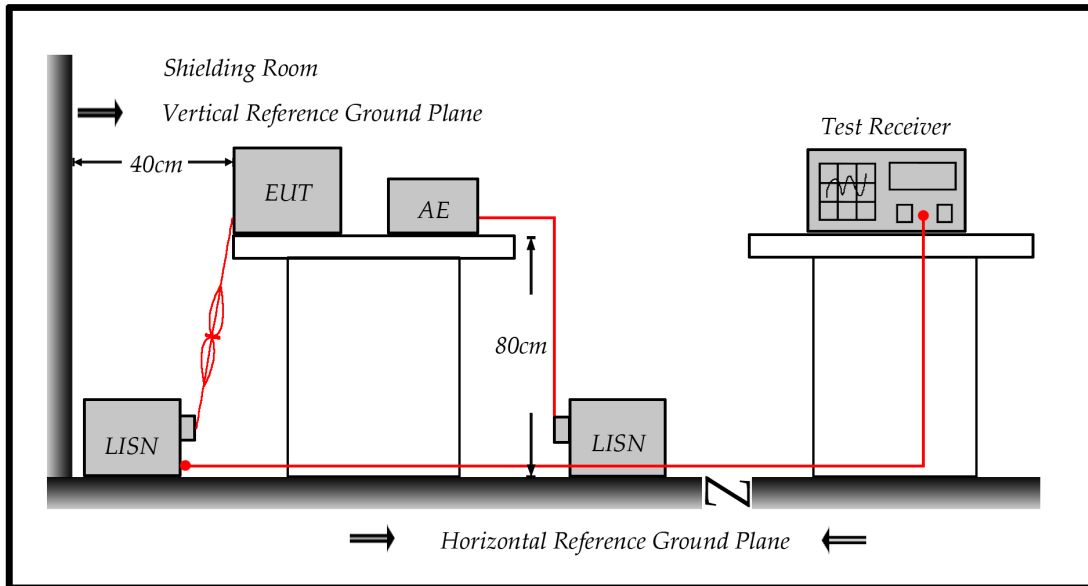 Shielding Room
Vertical Reference Ground Plane
Test Receiver
40cm
EUT
AE
80cm
LISN
LISN
Horizontal Reference Ground Plane